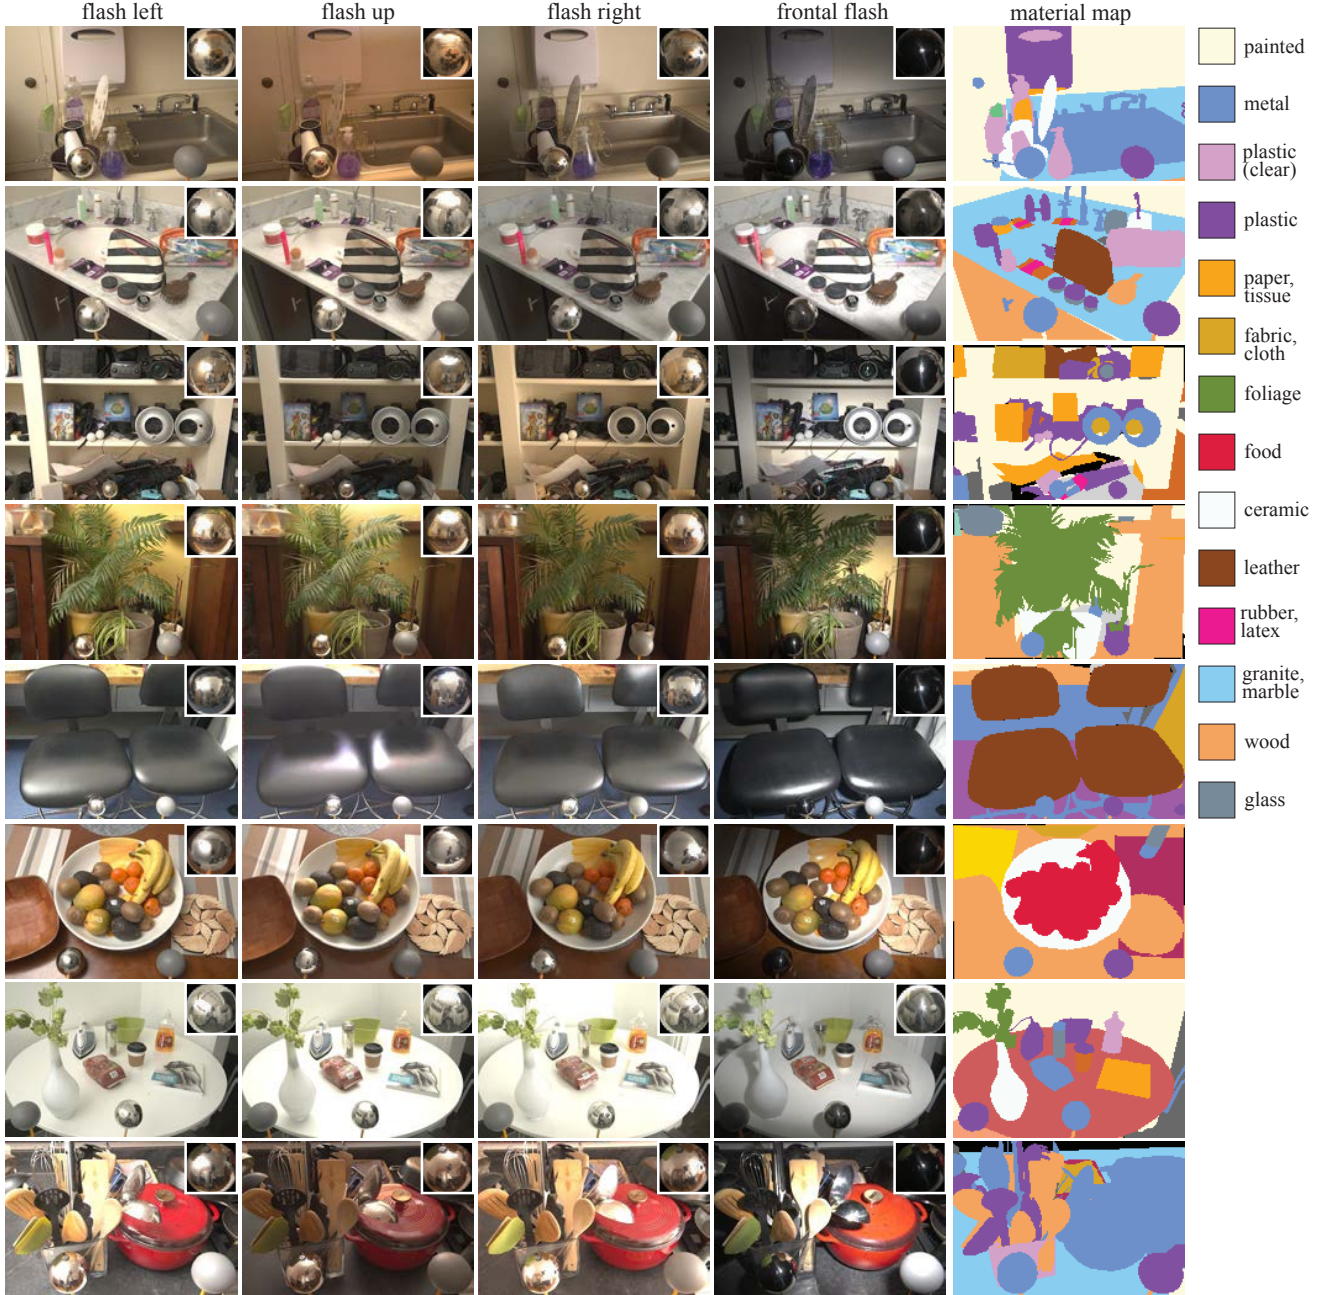 flash left
flash up
flash right
frontal flash
material map
painted
metal
plastic
(clear)
plastic
paper,
tissue
fabric,
cloth
foliage
food
ceramic
leather
rubber,
latex
granite,
marble
wood
glass